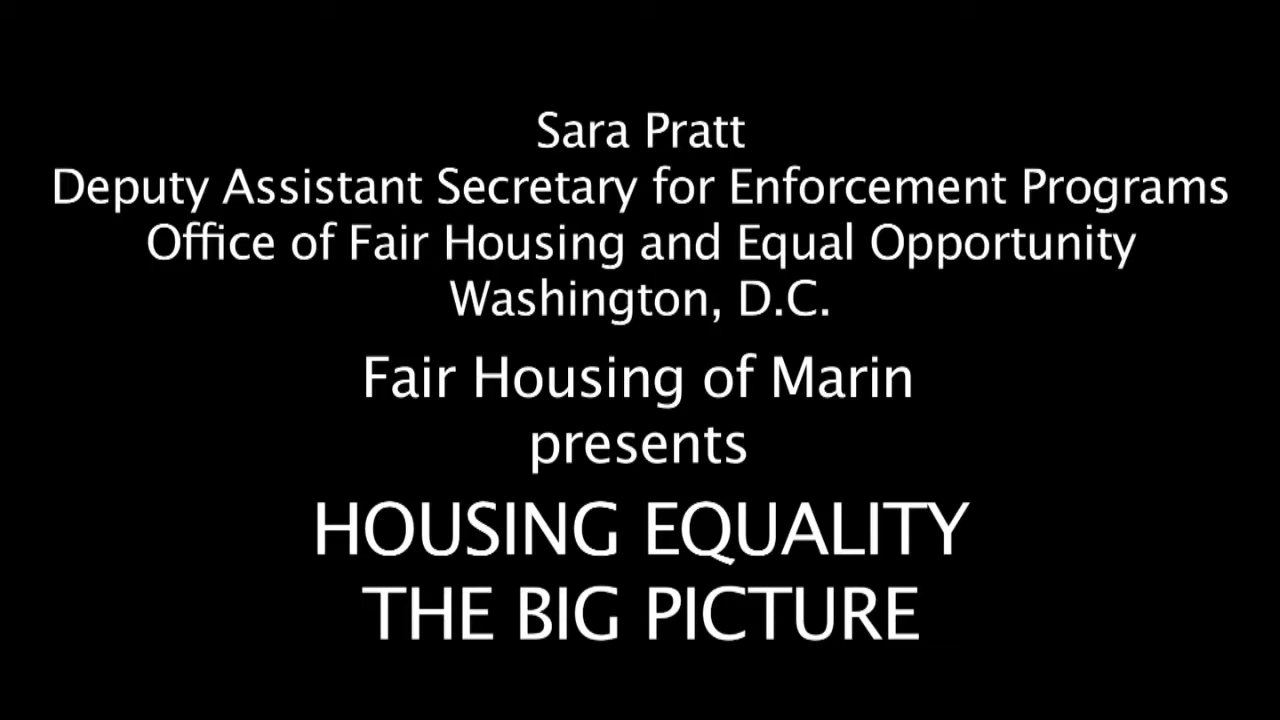 Sara Pratt
Deputy Assistant Secretary for Enforcement Programs
Office of Fair Housing and Equal Opportunity
Washington, D.C.
Fair Housing of Marin
presents
HOUSING EQUALITY
THE BIG PICTURE